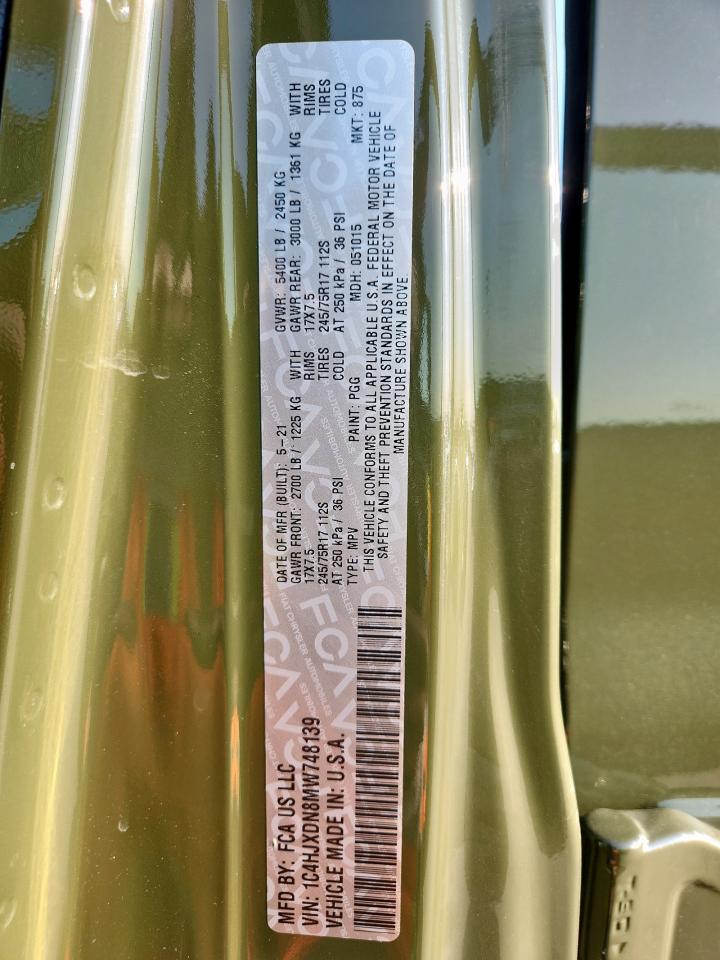 MFD BY: FCA US LLC
VIN: 1C4HJXDN8MW748139
VEHICLE MADE IN: U.S.A.
DATE OF MFR (BUILT): 5-21 GVWR: 5400 LB / 2450 KG
GAWR FRONT: 2700 LB / 1225 KG WITH GAWR REAR: 3000 LB / 1361 KG WITH
17X7.5 RIMS 17X7.5 RIMS
245/75R17 112S TIRES 245/75R17 112S TIRES
AT 250 kPa / 36 PSI COLD AT 250 kPa / 36 PSI COLD
TYPE: MPV PAINT: PGG MDH: 051015 MKT: 875
THIS VEHICLE CONFORMS TO ALL APPLICABLE U.S.A. FEDERAL MOTOR VEHICLE
SAFETY AND THEFT PREVENTION STANDARDS IN EFFECT ON THE DATE OF
MANUFACTURE SHOWN ABOVE.